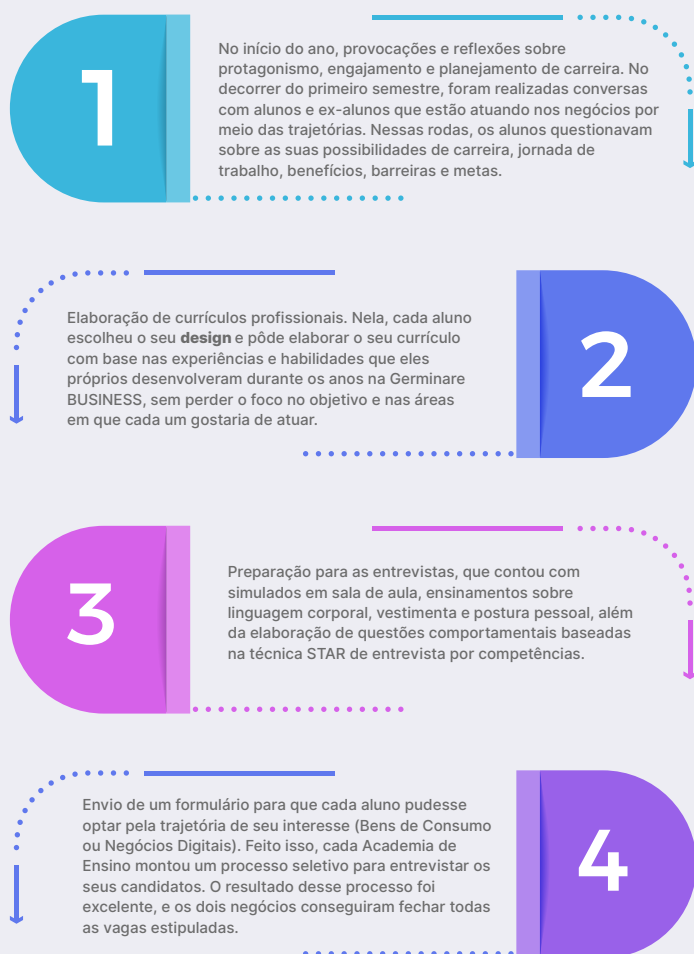 1
No início do ano, provocações e reflexões sobre
protagonismo, engajamento e planejamento de carreira. No
decorrer do primeiro semestre, foram realizadas conversas
com alunos e ex-alunos que estão atuando nos negócios por
meio das trajetórias. Nessas rodas, os alunos questionavam
sobre as suas possibilidades de carreira, jornada de
trabalho, benefícios, barreiras e metas.
2
Elaboração de currículos profissionais. Nela, cada aluno
escolheu o seu design e pôde elaborar o seu currículo
com base nas experiências e habilidades que eles
próprios desenvolveram durante os anos na Germinare
BUSINESS, sem perder o foco no objetivo e nas áreas
em que cada um gostaria de atuar.
3
Preparação para as entrevistas, que contou com
simulados em sala de aula, ensinamentos sobre
linguagem corporal, vestimenta e postura pessoal, além
da elaboração de questões comportamentais baseadas
na técnica STAR de entrevista por competências.
4
Envio de um formulário para que cada aluno pudesse
optar pela trajetória de seu interesse (Bens de Consumo
ou Negócios Digitais). Feito isso, cada Academia de
Ensino montou um processo seletivo para entrevistar os
seus candidatos. O resultado desse processo foi
excelente, e os dois negócios conseguiram fechar todas
as vagas estipuladas.